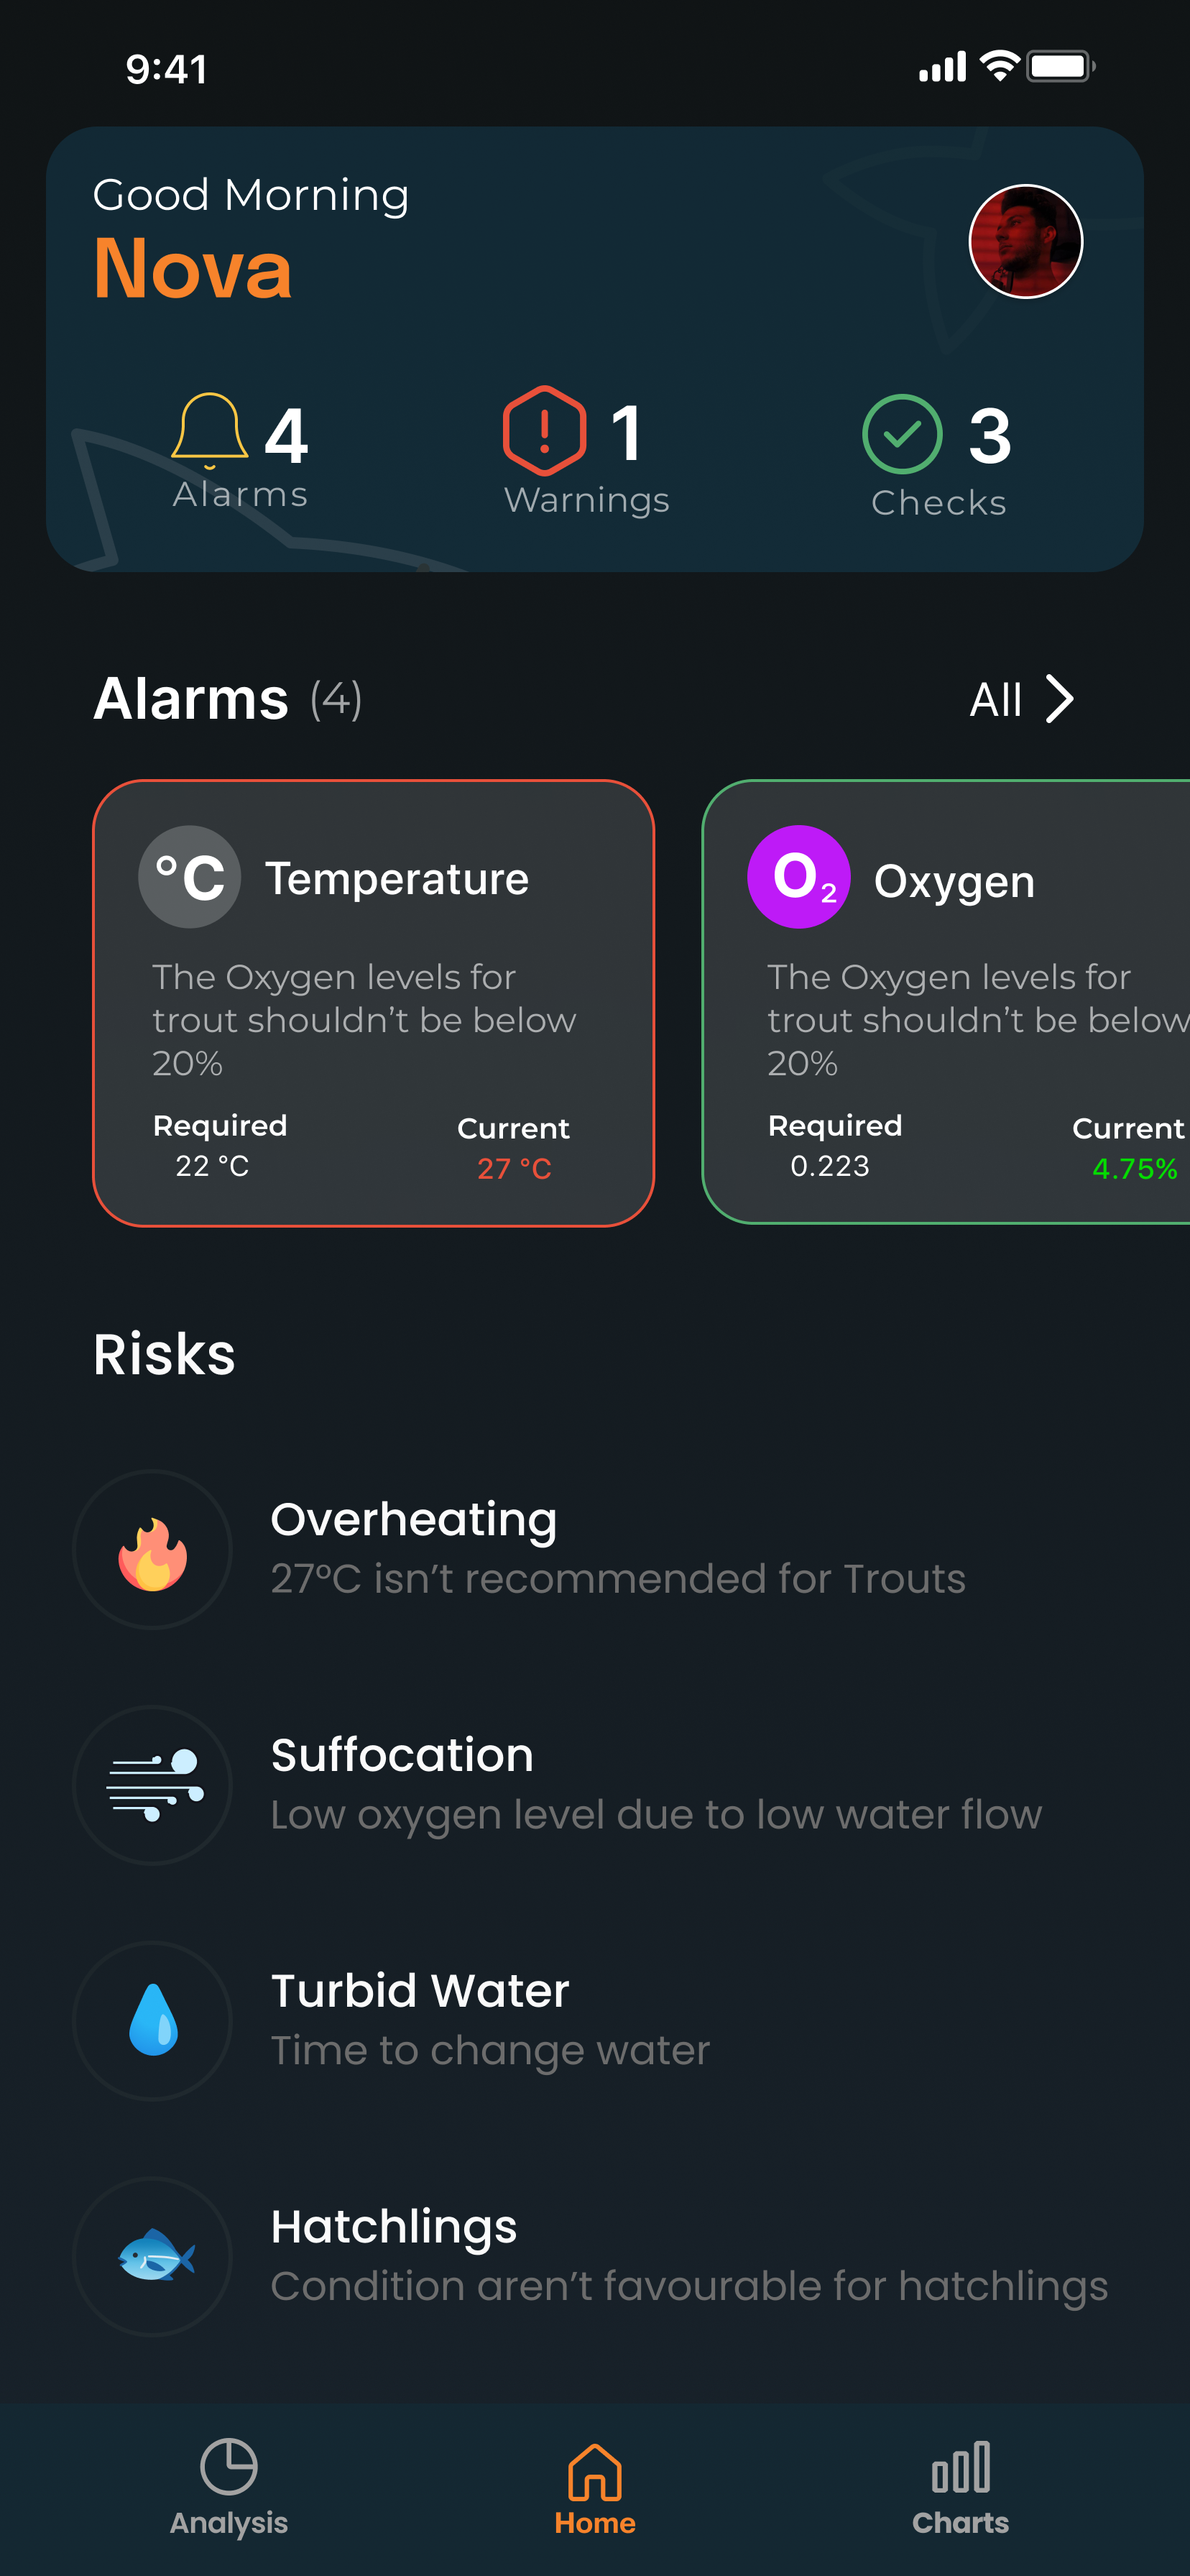 9:41
Good Morning
Nova
4
Alarms
1
Warnings
3
Checks
Alarms (4)
All
°C Temperature
The Oxygen levels for
trout shouldn’t be below
20%
Required
22 °C
Current
27 °C
O2 Oxygen
The Oxygen levels for
trout shouldn’t be below
20%
Required
0.223
Current
4.75%
Risks
Overheating
27°C isn’t recommended for Trouts
Suffocation
Low oxygen level due to low water flow
Turbid Water
Time to change water
Hatchlings
Condition aren’t favourable for hatchlings
Analysis
Home
Charts